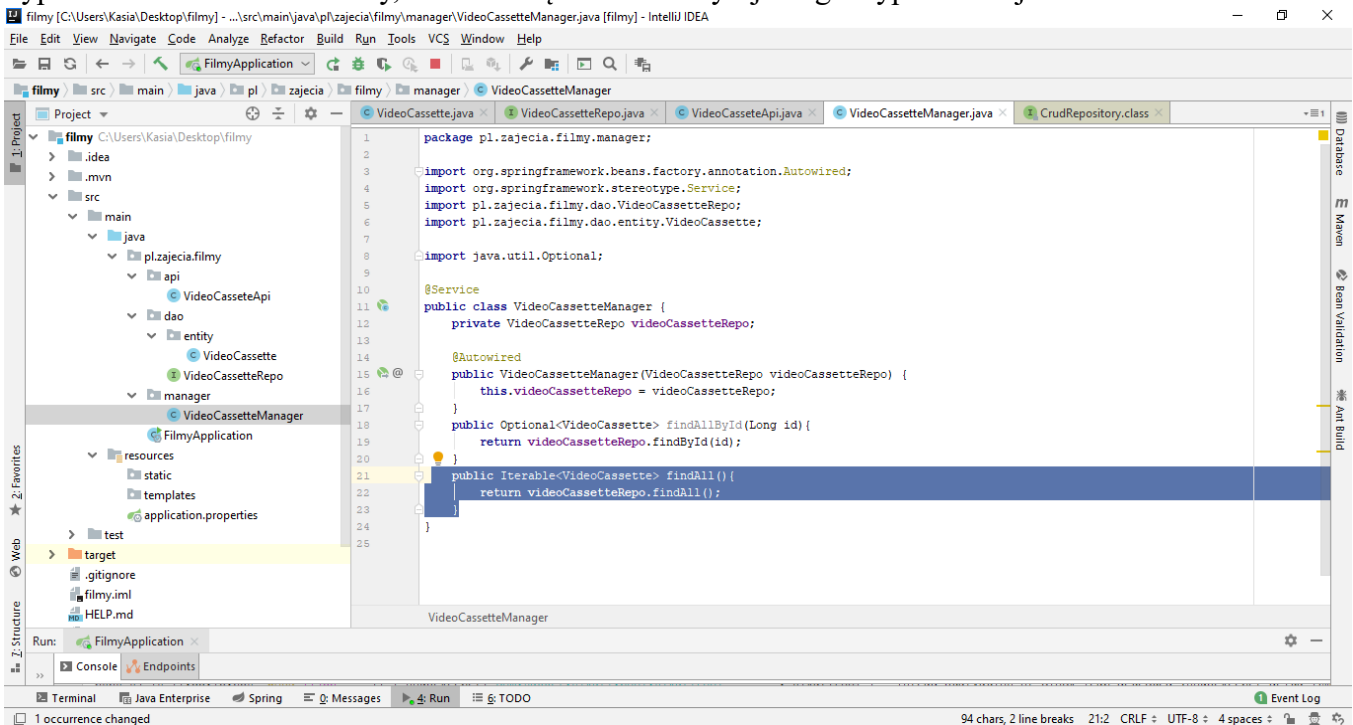 filmy [C:\Users\Kasia\Desktop\filmy] - ...\src\main\java\pl\zajecia\filmy\manager\VideoCassetteManager.java [filmy] - IntelliJ IDEA
File Edit View Navigate Code Analyze Refactor Build Run Tools VCS Window Help
FilmyApplication
filmy src main java pl zajecia filmy manager VideoCassetteManager
Project
VideoCassette.java VideoCassetteRepo.java VideoCasseteApi.java VideoCassetteManager.java CrudRepository.class
1
1: Project
filmy C:\Users\Kasia\Desktop\filmy
.idea
.mvn
src
main
java
pl.zajecia.filmy
api
VideoCasseteApi
dao
entity
VideoCassette
VideoCassetteRepo
manager
VideoCassetteManager
FilmyApplication
resources
static
templates
application.properties
test
target
.gitignore
filmy.iml
HELP.md
2: Favorites
Web
7: Structure
1 package pl.zajecia.filmy.manager;
2
3 import org.springframework.beans.factory.annotation.Autowired;
4 import org.springframework.stereotype.Service;
5 import pl.zajecia.filmy.dao.VideoCassetteRepo;
6 import pl.zajecia.filmy.dao.entity.VideoCassette;
7
8 import java.util.Optional;
9
10 @Service
11 public class VideoCassetteManager {
12 private VideoCassetteRepo videoCassetteRepo;
13
14 @Autowired
15 @ public VideoCassetteManager(VideoCassetteRepo videoCassetteRepo) {
16 this.videoCassetteRepo = videoCassetteRepo;
17 }
18 public Optional<VideoCassette> findAllById(Long id){
19 return videoCassetteRepo.findById(id);
20 }
21 public Iterable<VideoCassette> findAll(){
22 return videoCassetteRepo.findAll();
23 }
24 }
25
VideoCassetteManager
Database
Maven
Bean Validation
Ant Build
Run: FilmyApplication
Console Endpoints
Terminal Java Enterprise Spring 0: Messages 4: Run 6: TODO 1 Event Log
1 occurrence changed 94 chars, 2 line breaks 21:2 CRLF UTF-8 4 spaces